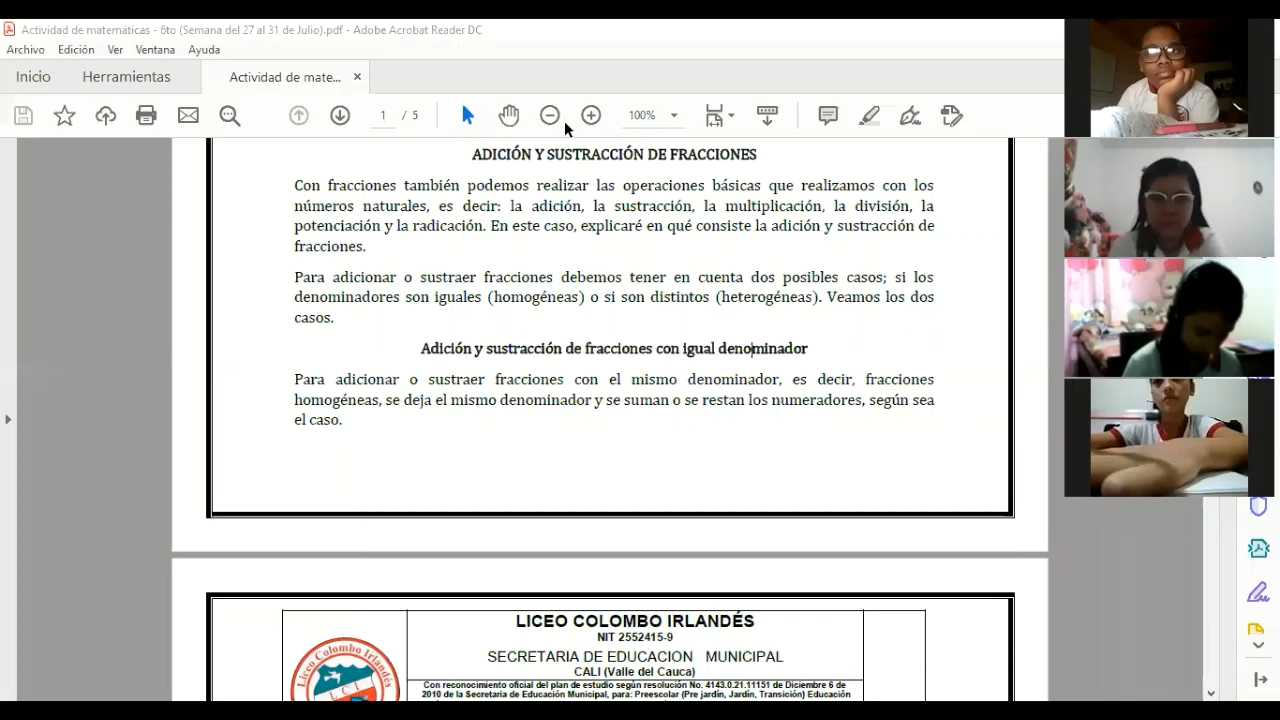 Actividad de matemáticas - 6to (Semana del 27 al 31 de Julio).pdf - Adobe Acrobat Reader DC
Archivo Edición Ver Ventana Ayuda
Inicio Herramientas Actividad de mate... ×
1 / 5 100%
ADICIÓN Y SUSTRACCIÓN DE FRACCIONES
Con fracciones también podemos realizar las operaciones básicas que realizamos con los
números naturales, es decir: la adición, la sustracción, la multiplicación, la división, la
potenciación y la radicación. En este caso, explicaré en qué consiste la adición y sustracción de
fracciones.
Para adicionar o sustraer fracciones debemos tener en cuenta dos posibles casos; si los
denominadores son iguales (homogéneas) o si son distintos (heterogéneas). Veamos los dos
casos.
Adición y sustracción de fracciones con igual denominador
Para adicionar o sustraer fracciones con el mismo denominador, es decir, fracciones
homogéneas, se deja el mismo denominador y se suman o se restan los numeradores, según sea
el caso.
LICEO COLOMBO IRLANDÉS
NIT 2552415-9
SECRETARIA DE EDUCACION MUNICIPAL
CALI (Valle del Cauca)
Con reconocimiento oficial del plan de estudio según resolución No. 4143.0.21.11151 de Diciembre 6 de
2010 de la Secretaria de Educación Municipal, para: Preescolar (Pre jardín, Jardín, Transición) Educación
Liceo Colombo Irlandés